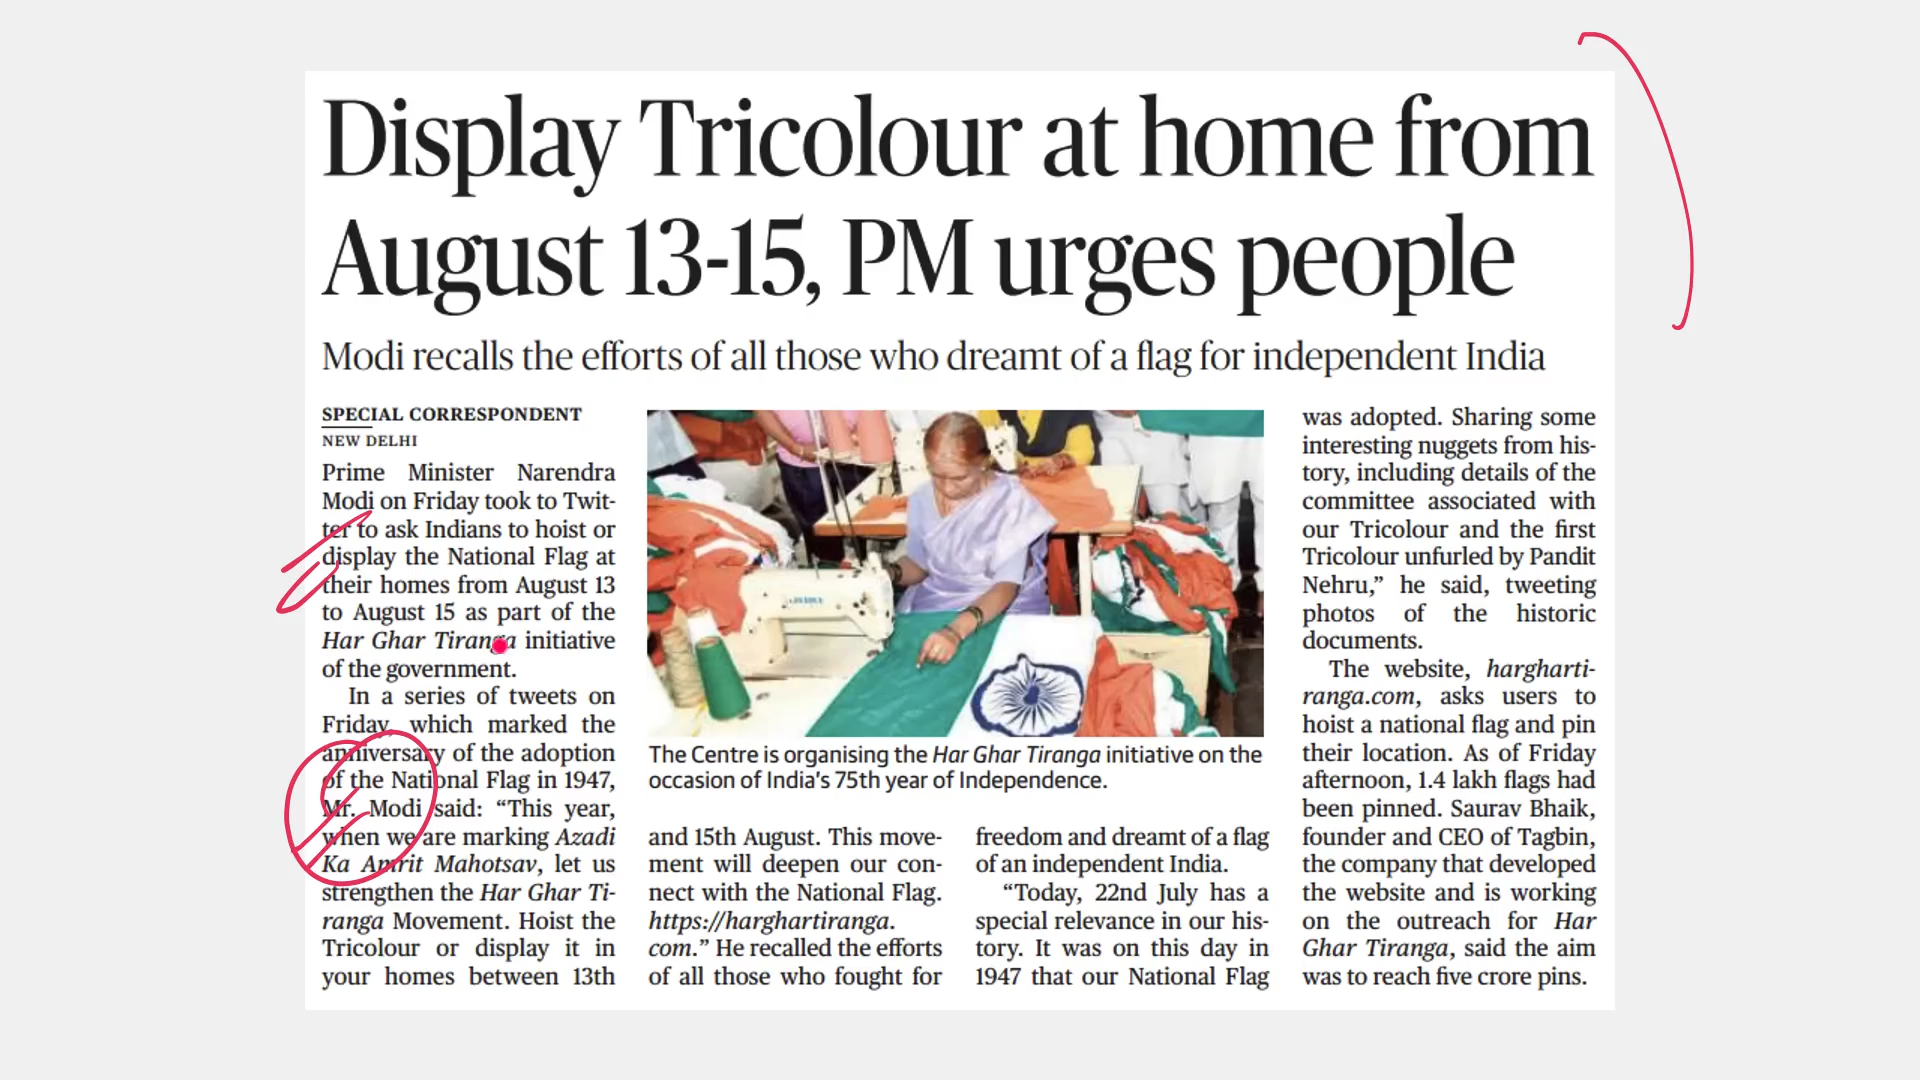 Display Tricolour at home from
August 13-15, PM urges people
Modi recalls the efforts of all those who dreamt of a flag for independent India
SPECIAL CORRESPONDENT
NEW DELHI
Prime Minister Narendra
Modi on Friday took to Twit-
ter to ask Indians to hoist or
display the National Flag at
their homes from August 13
to August 15 as part of the
Har Ghar Tiranga initiative
of the government.
In a series of tweets on
Friday, which marked the
anniversary of the adoption
of the National Flag in 1947,
Mr. Modi said: “This year,
when we are marking Azadi
Ka Amrit Mahotsav, let us
strengthen the Har Ghar Ti-
ranga Movement. Hoist the
Tricolour or display it in
your homes between 13th
The Centre is organising the Har Ghar Tiranga initiative on the
occasion of India’s 75th year of Independence.
and 15th August. This move-
ment will deepen our con-
nect with the National Flag.
https://harghartiranga.
com.” He recalled the efforts
of all those who fought for
freedom and dreamt of a flag
of an independent India.
“Today, 22nd July has a
special relevance in our his-
tory. It was on this day in
1947 that our National Flag
was adopted. Sharing some
interesting nuggets from his-
tory, including details of the
committee associated with
our Tricolour and the first
Tricolour unfurled by Pandit
Nehru,” he said, tweeting
photos of the historic
documents.
The website, hargharti-
ranga.com, asks users to
hoist a national flag and pin
their location. As of Friday
afternoon, 1.4 lakh flags had
been pinned. Saurav Bhaik,
founder and CEO of Tagbin,
the company that developed
the website and is working
on the outreach for Har
Ghar Tiranga, said the aim
was to reach five crore pins.